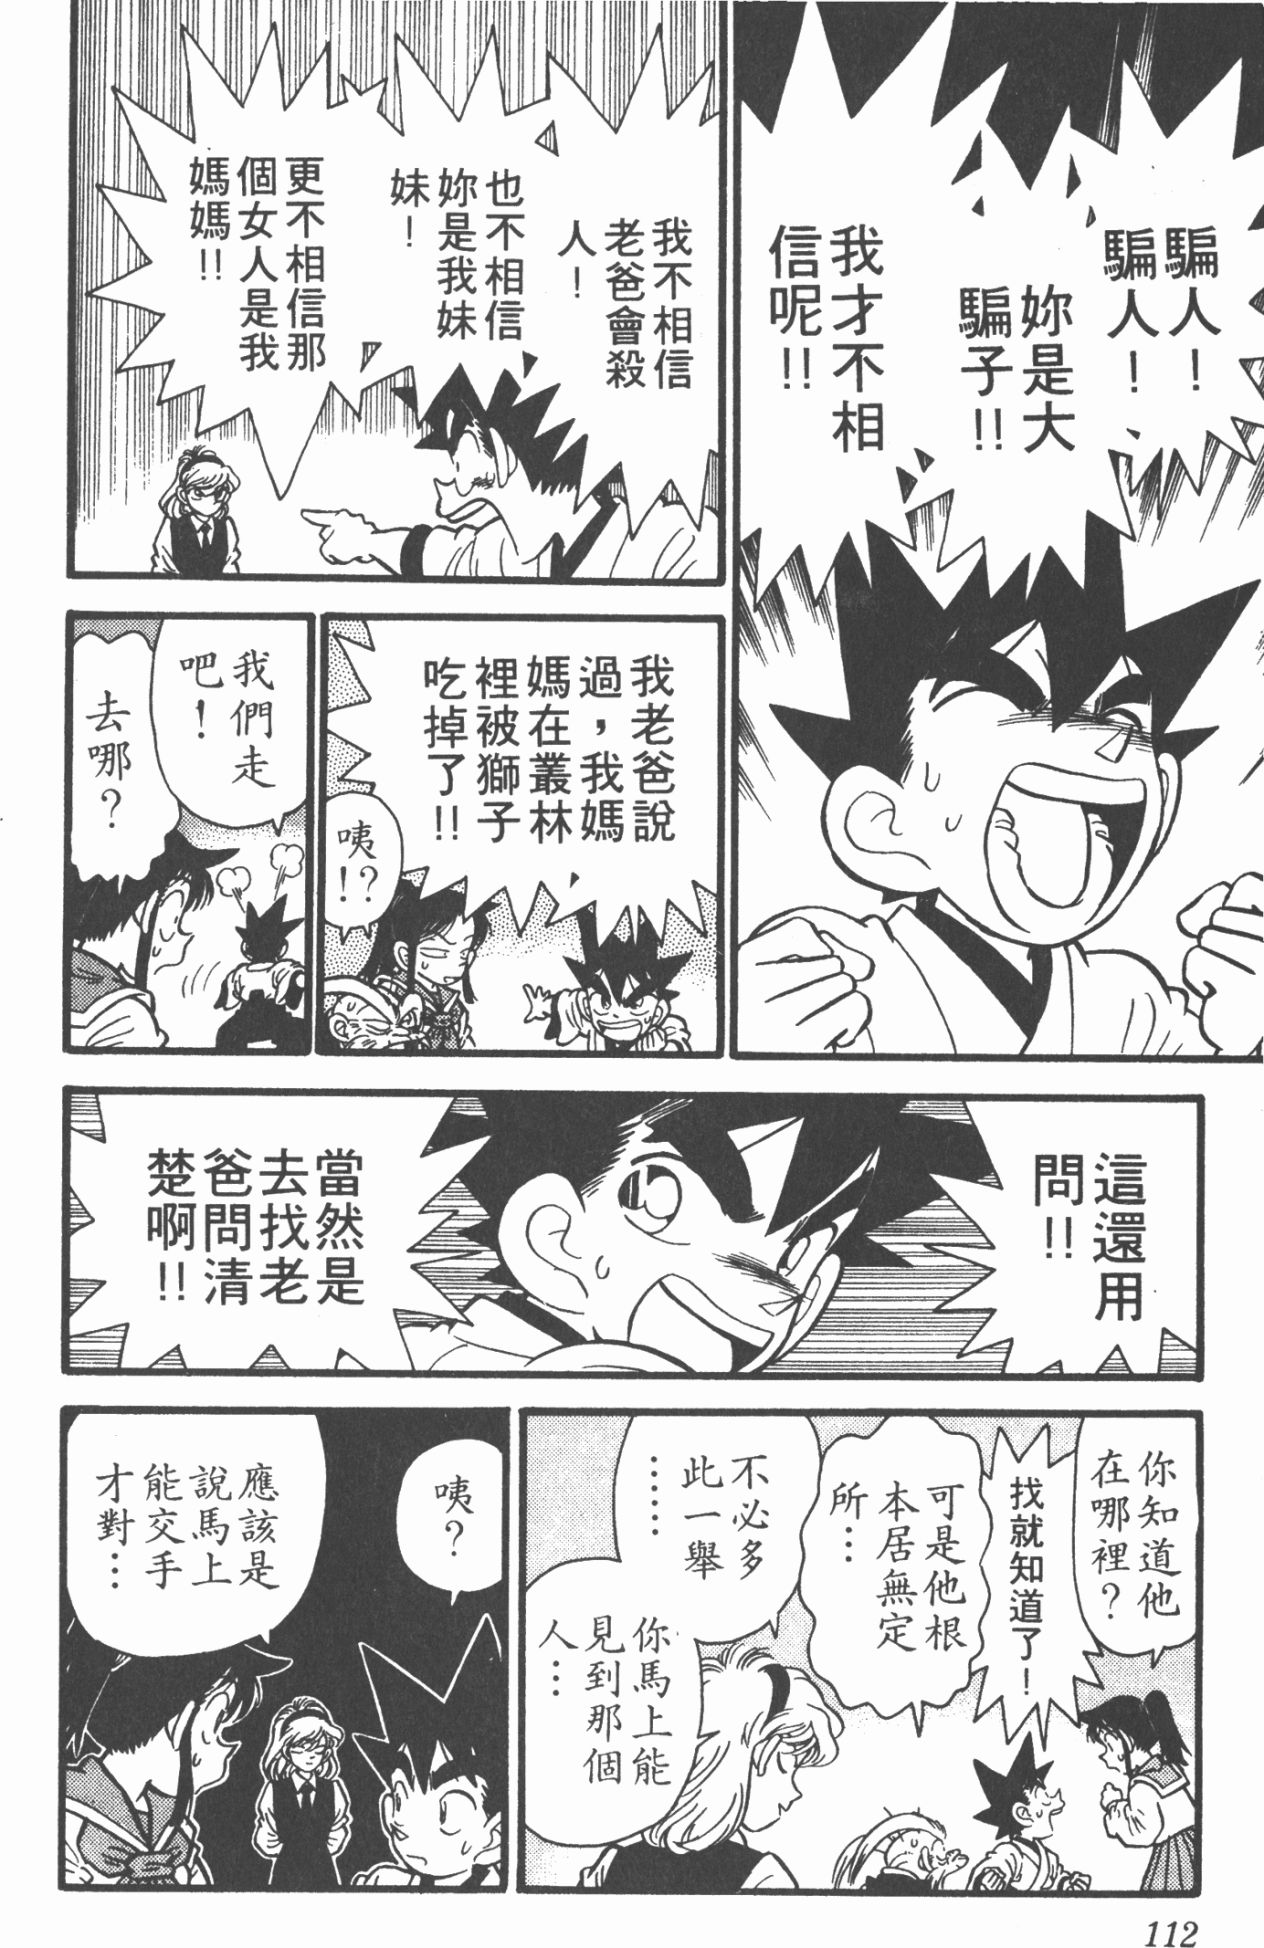 騙人！
騙人！
妳是大
騙子!!
我才不相
信呢!!
我不相信
老爸會殺
人！
也不相信
妳是我妹
妹！
更不相信那
個女人是我
媽媽!!
我老爸說
過，我媽
媽在叢林
裡被獅子
吃掉了!!
咦!?
我們走
吧！
去哪？
這還用
問!!
當然是
去找老
爸問清
楚啊!!
你知道他
在哪裡？
找就知道了！
可是他根
本居無定
所…
不必多
此一舉
……
你馬上能
見到那個
人…
咦？
應該是
說馬上
能交手
才對…
112